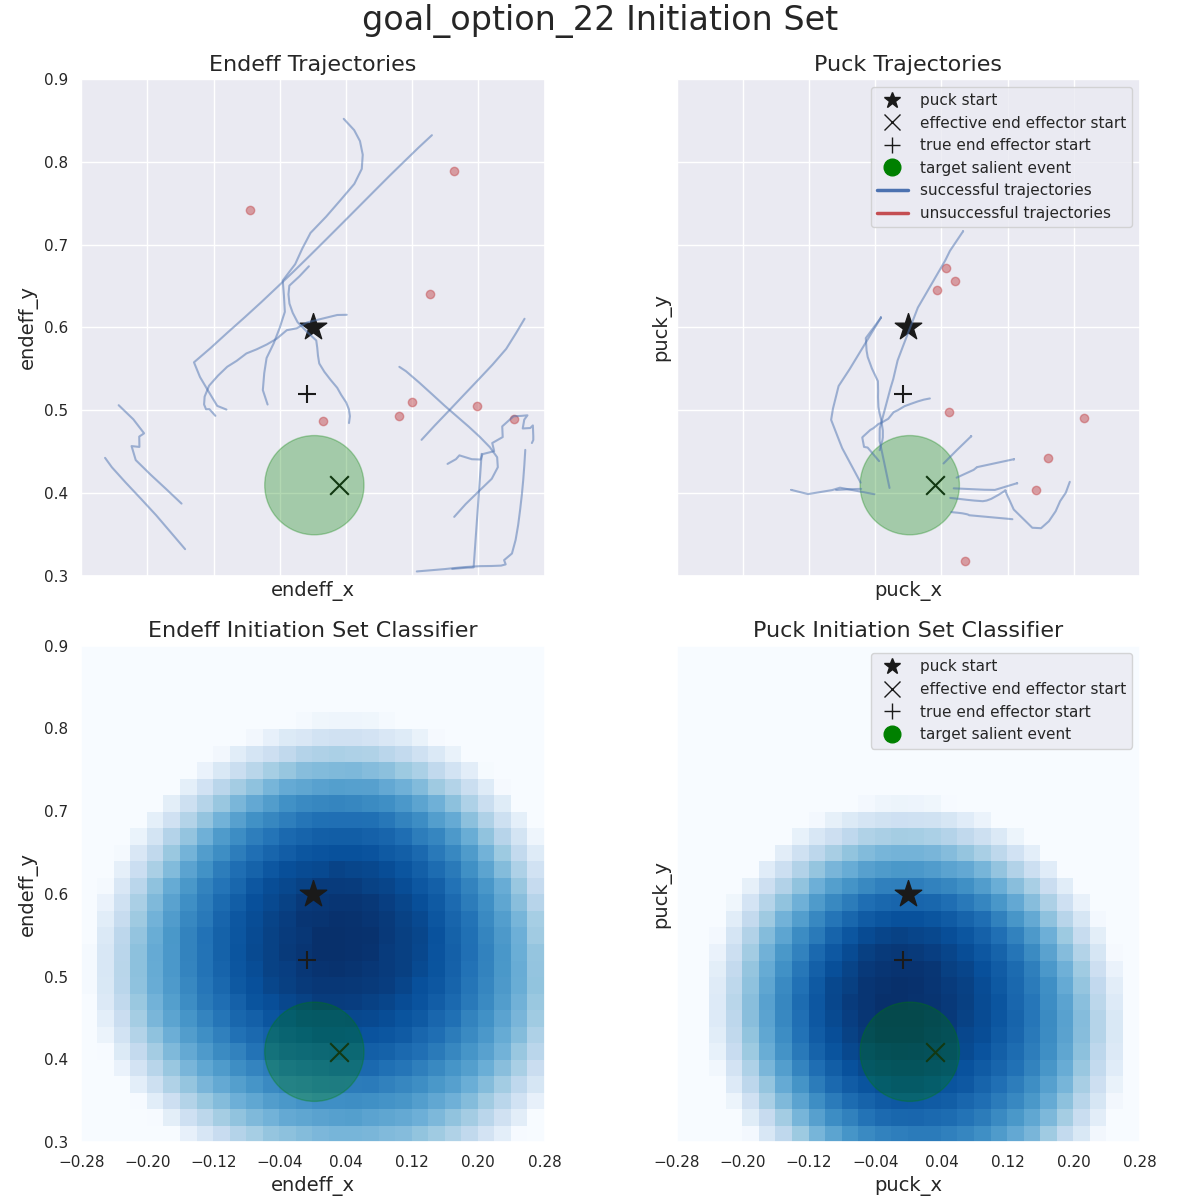 goal_option_22 Initiation Set
Endeff Trajectories
Puck Trajectories
0.9
0.8
0.7
0.6
0.5
0.4
0.3
endeff_y
endeff_x
puck_y
puck_x
puck start
effective end effector start
true end effector start
target salient event
successful trajectories
unsuccessful trajectories
Endeff Initiation Set Classifier
Puck Initiation Set Classifier
0.9
0.8
0.7
0.6
0.5
0.4
0.3
endeff_y
−0.28 −0.20 −0.12 −0.04 0.04 0.12 0.20 0.28
endeff_x
puck_y
puck start
effective end effector start
true end effector start
target salient event
−0.28 −0.20 −0.12 −0.04 0.04 0.12 0.20 0.28
puck_x